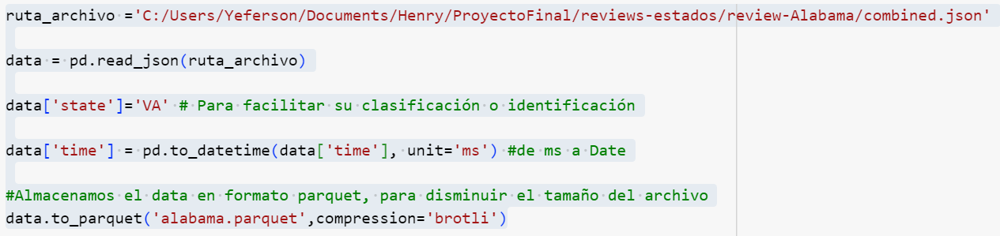 ruta_archivo ='C:/Users/Yeferson/Documents/Henry/ProyectoFinal/reviews-estados/review-Alabama/combined.json'
data = pd.read_json(ruta_archivo)
data['state']='VA' # Para facilitar su clasificación o identificación
data['time'] = pd.to_datetime(data['time'], unit='ms') #de ms a Date
#Almacenamos el data en formato parquet, para disminuir el tamaño del archivo
data.to_parquet('alabama.parquet',compression='brotli')